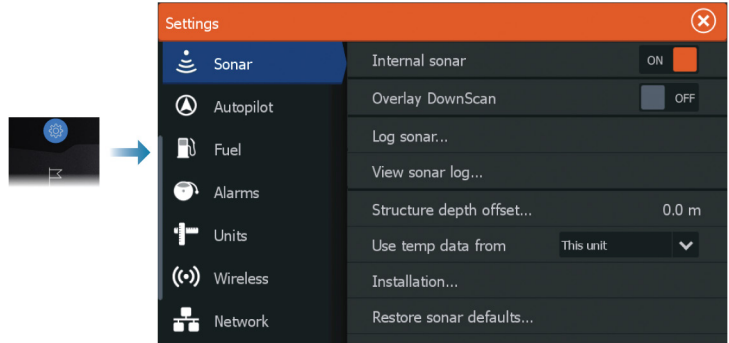 Settings
Sonar
Autopilot
Fuel
Alarms
Units
Wireless
Network
Internal sonar ON
Overlay DownScan OFF
Log sonar...
View sonar log...
Structure depth offset... 0.0 m
Use temp data from This unit
Installation...
Restore sonar defaults...